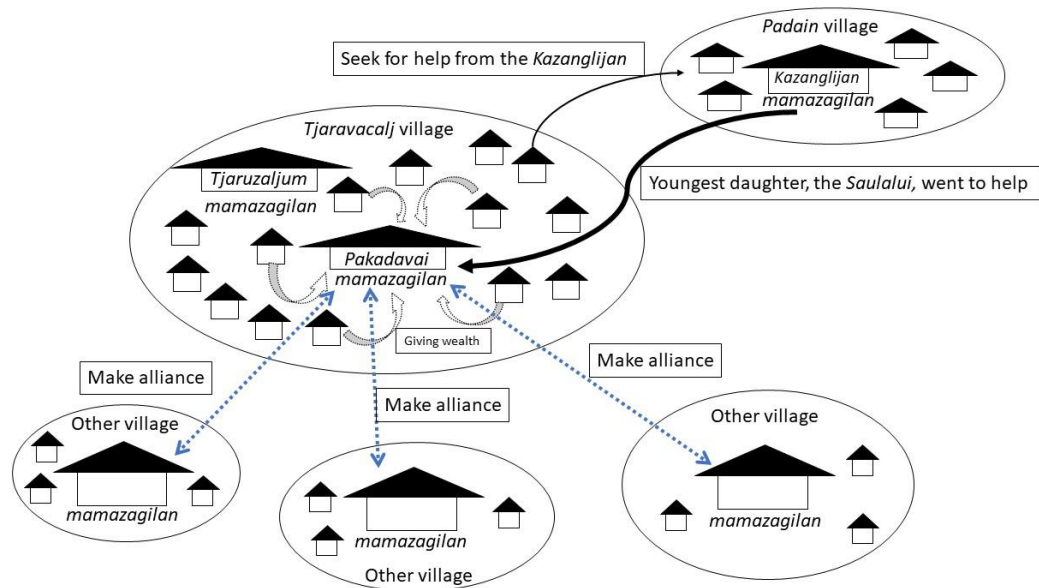 Padain village
Seek for help from the Kazanglijan
Kazanglijan
mamazagilan
Tjaravacalj village
Tjaruzaljum
mamazagilan
Youngest daughter, the Saulalui, went to help
Pakadavai
mamazagilan
Giving wealth
Make alliance
Make alliance
Make alliance
Other village
mamazagilan
mamazagilan
Other village
Other village
mamazagilan